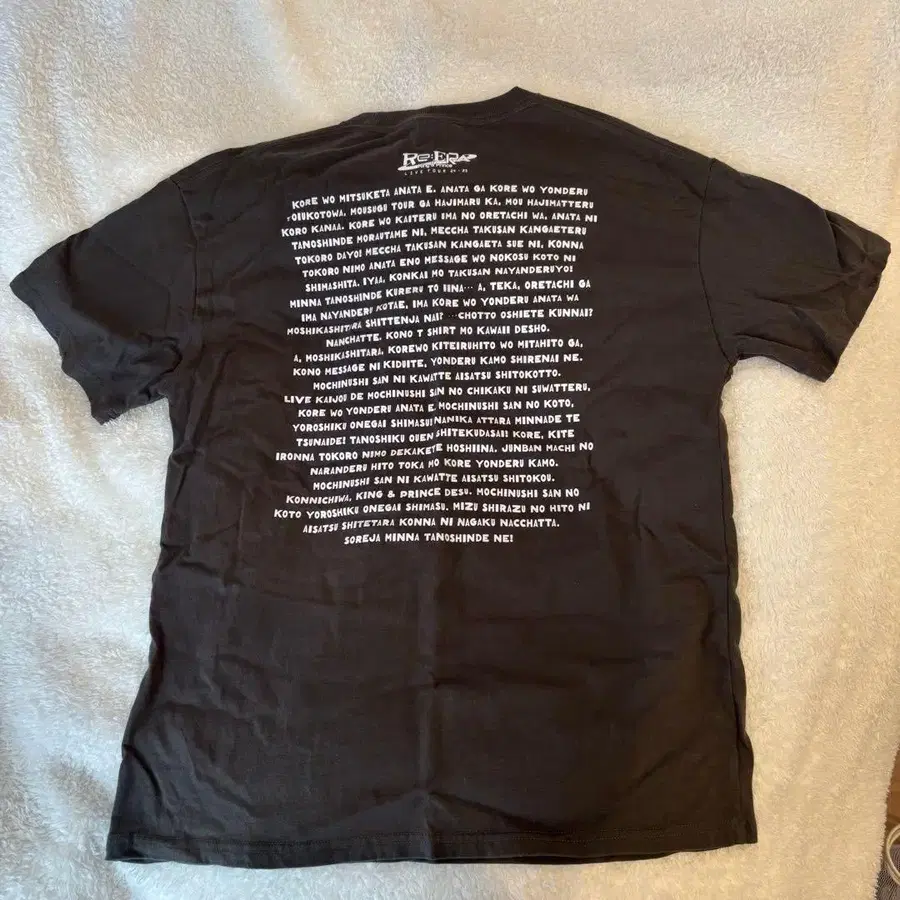 Re:ERA
King & Prince
LIVE TOUR 24-25
KORE WO MITSUKETA ANATA E. ANATA GA KORE WO YONDERU
TOIUKOTOWA, MOUSUGU TOUR GA HAJIMARU KA, MOU HAJIMATTERU
KORO KANAA. KORE WO KAITERU IMA NO ORETACHI WA, ANATA NI
TANOSHINDE MORAUTAME NI, MECCHA TAKUSAN KANGAETERU
TOKORO DAYO! MECCHA TAKUSAN KANGAETA SUE NI, KONNA
TOKORO NIMO ANATA ENO MESSAGE WO NOKOSU KOTO NI
SHIMASHITA. IYAA, KONKAI MO TAKUSAN NAYANDERUYO!
MINNA TANOSHINDE KURERU TO IINA… A, TEKA, ORETACHI GA
IMA NAYANDERU KOTAE, IMA KORE WO YONDERU ANATA WA
MOSHIKASHITARA SHITTENJA NAI? …CHOTTO OSHIETE KUNNAI?
NANCHATTE. KONO T SHIRT MO KAWAII DESHO.
A, MOSHIKASHITARA, KOREWO KITEIRUHITO WO MITAHITO GA,
KONO MESSAGE NI KIDUITE, YONDERU KAMO SHIRENAI NE.
MOCHINUSHI SAN NI KAWATTE AISATSU SHITOKOTTO.
LIVE KAIJOU DE MOCHINUSHI SAN NO CHIKAKU NI SUWATTERU,
KORE WO YONDERU ANATA E, MOCHINUSHI SAN NO KOTO,
YOROSHIKU ONEGAI SHIMASU! NANIKA ATTARA MINNADE TE
TSUNAIDE! TANOSHIKU OUEN SHITEKUDASAI! KORE, KITE
IRONNA TOKORO NIMO DEKAKETE HOSHIINA. JUNBAN MACHI NO
NARANDERU HITO TOKA MO KORE YONDERU KAMO.
MOCHINUSHI SAN NI KAWATTE AISATSU SHITOKOU.
KONNICHIWA, KING & PRINCE DESU. MOCHINUSHI SAN NO
KOTO YOROSHIKU ONEGAI SHIMASU. MIZU SHIRAZU NO HITO NI
AISATSU SHITETARA KONNA NI NAGAKU NACCHATTA.
SOREJA MINNA TANOSHINDE NE!